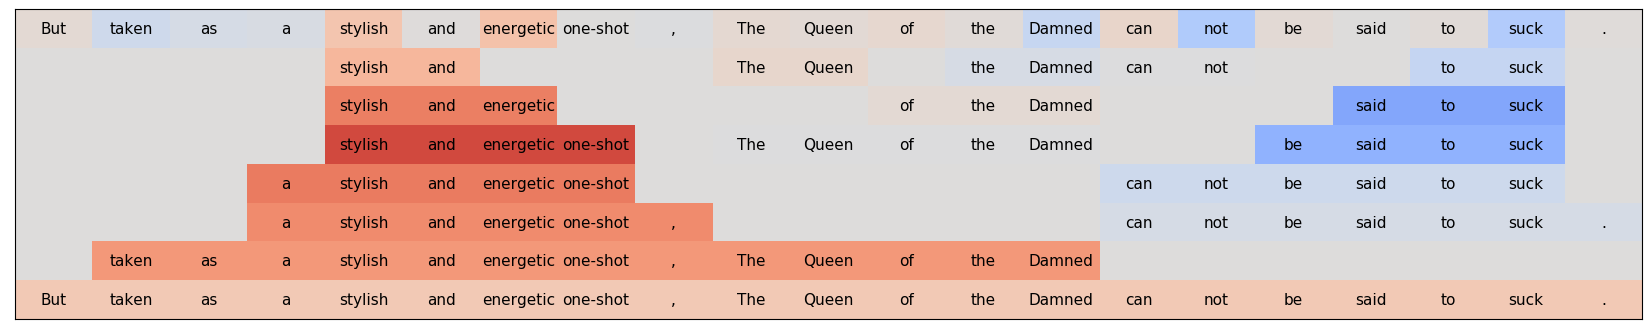 But taken as a stylish and energetic one-shot , The Queen of the Damned can not be said to suck .
stylish and The Queen the Damned can not to suck
stylish and energetic of the Damned said to suck
stylish and energetic one-shot The Queen of the Damned be said to suck
a stylish and energetic one-shot can not be said to suck
a stylish and energetic one-shot , can not be said to suck .
taken as a stylish and energetic one-shot , The Queen of the Damned
But taken as a stylish and energetic one-shot , The Queen of the Damned can not be said to suck .